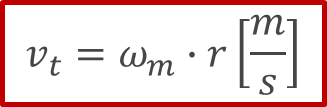 v_t = ω_m · r [m/s]